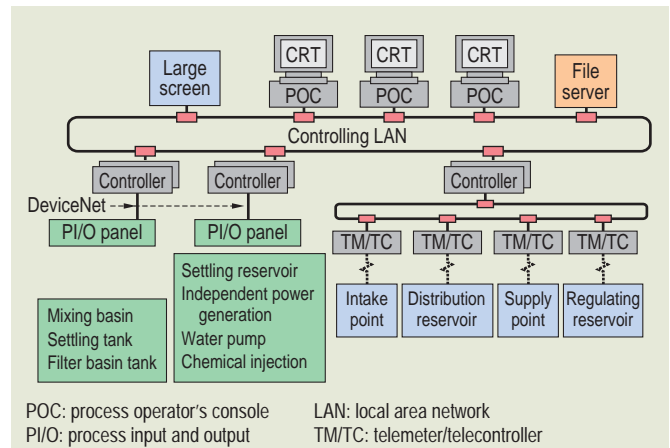 Large
screen
CRT
CRT
CRT
POC
POC
POC
File
server
Controlling LAN
Controller
Controller
Controller
DeviceNet
PI/O panel
PI/O panel
TM/TC
TM/TC
TM/TC
TM/TC
Mixing basin
Settling tank
Filter basin tank
Settling reservoir
Independent power
generation
Water pump
Chemical injection
Intake
point
Distribution
reservoir
Supply
point
Regulating
reservoir
POC: process operator's console
LAN: local area network
PI/O: process input and output
TM/TC: telemeter/telecontroller